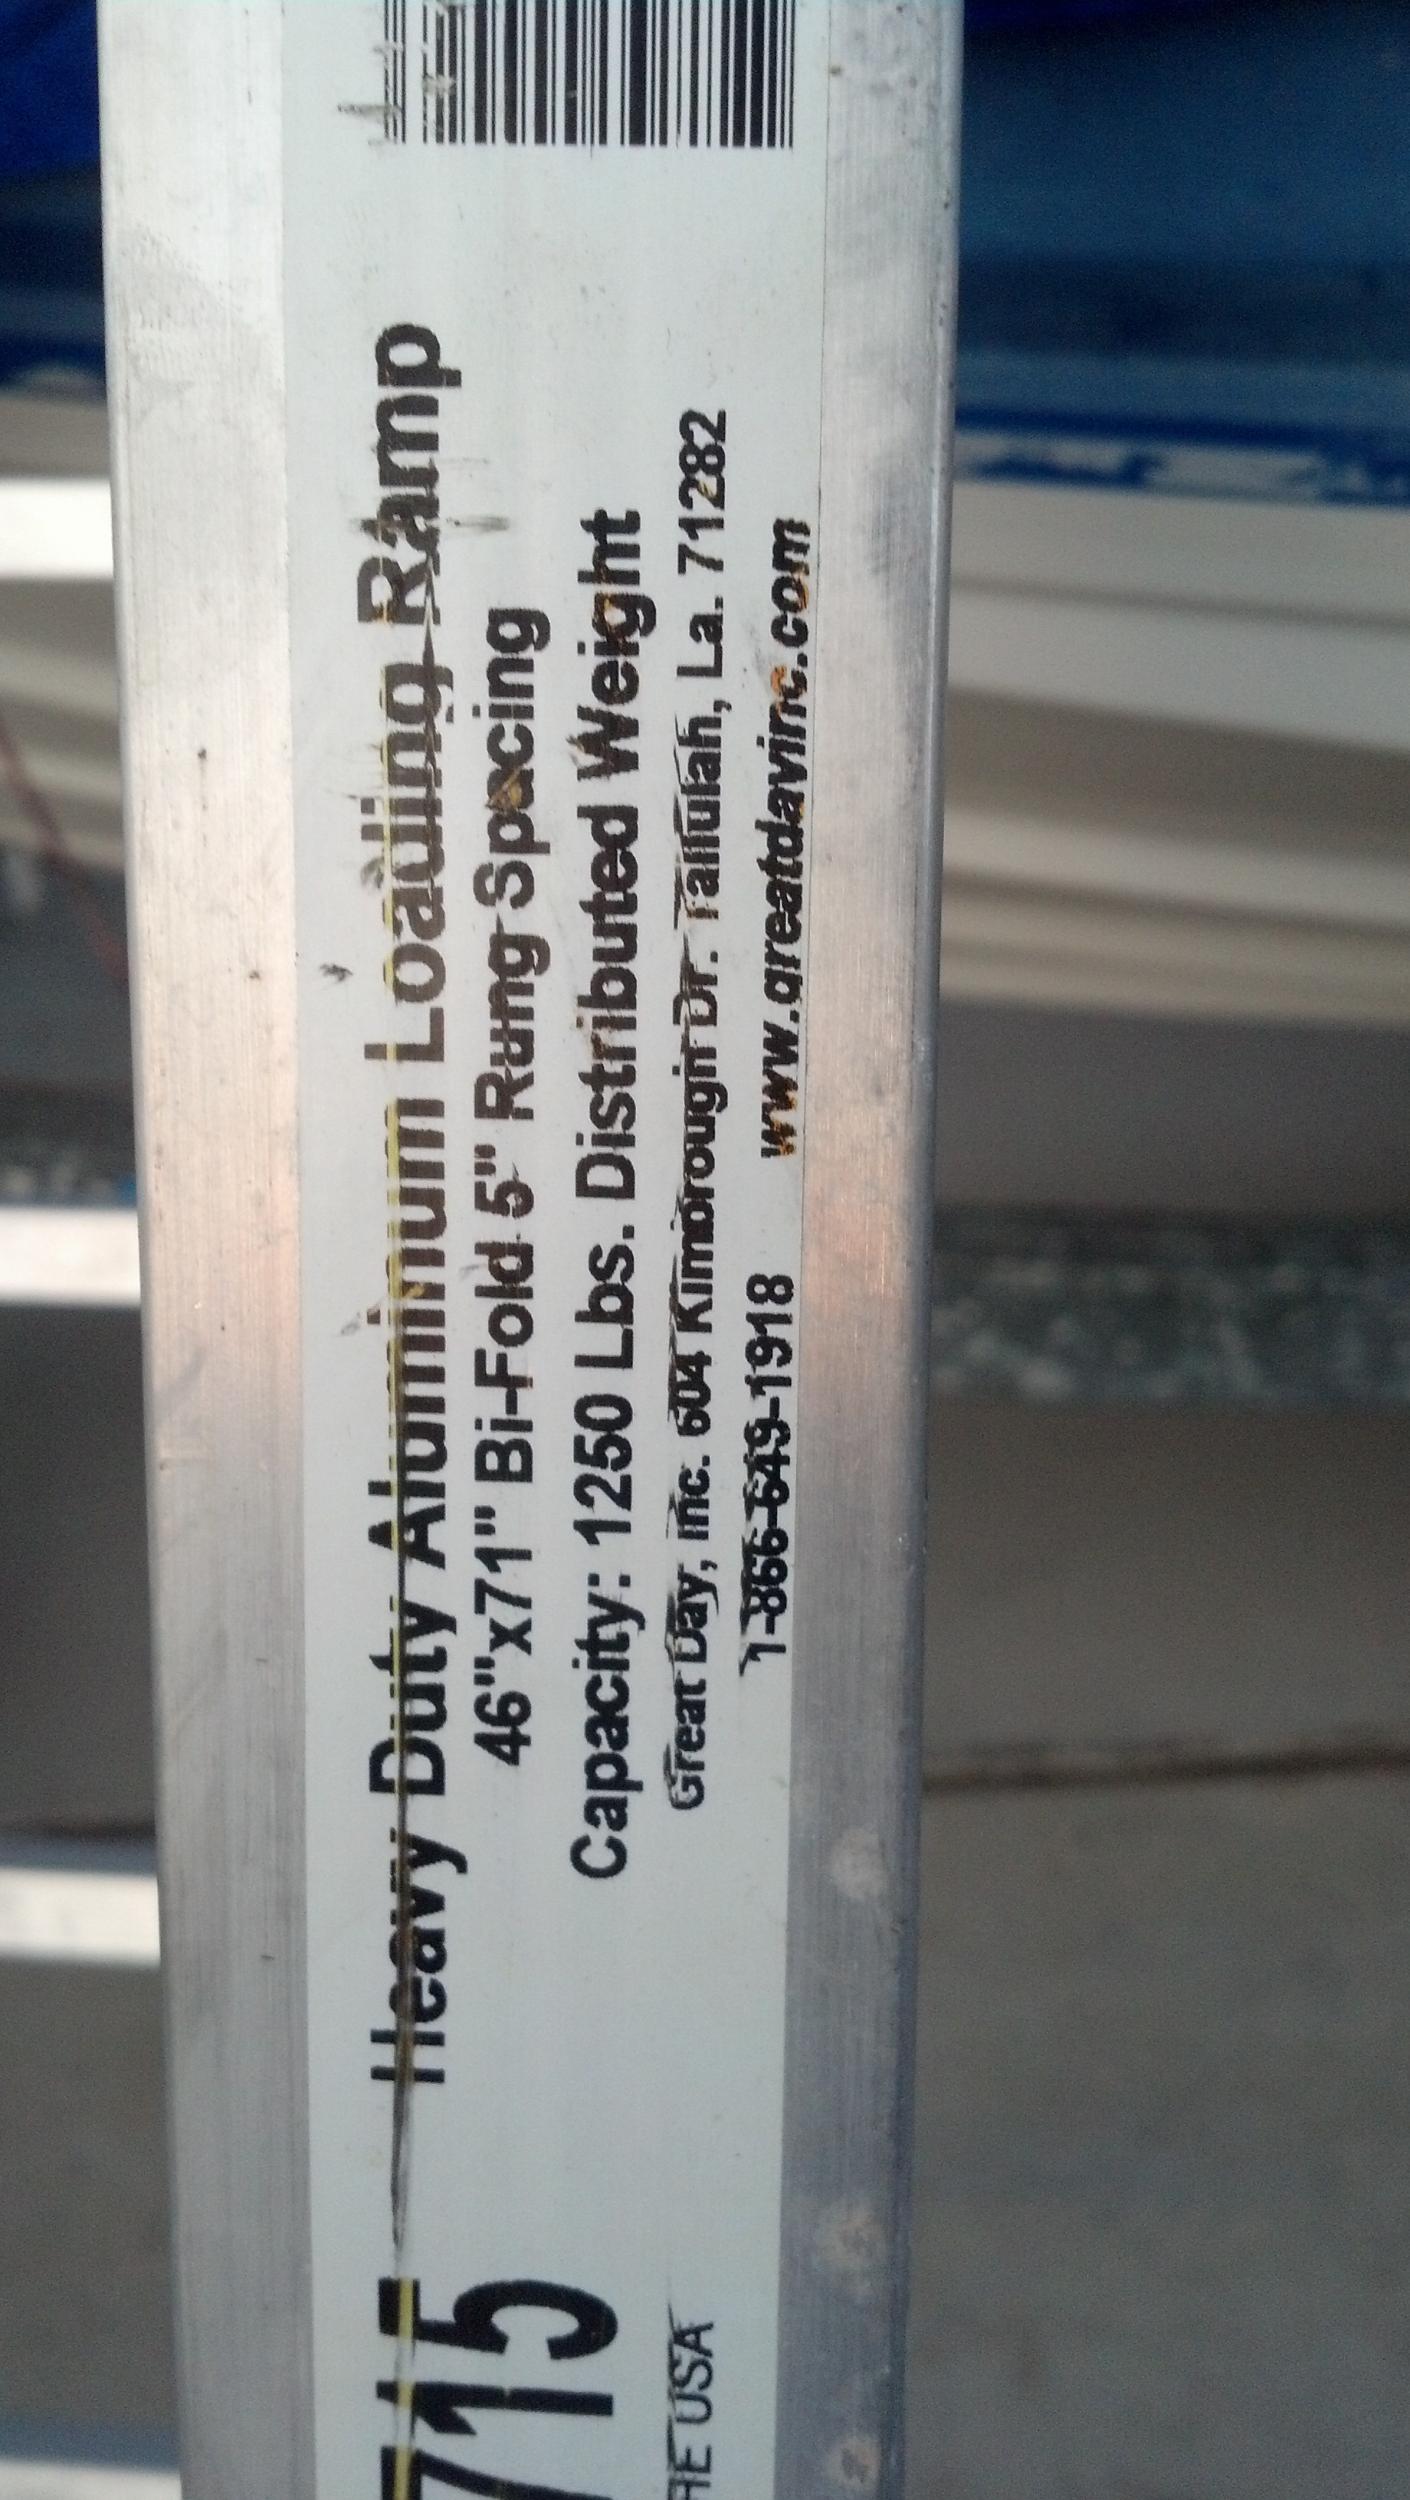 715
HE USA
Heavy Duty Aluminum Loading Ramp
46"x71" Bi-Fold 5" Rung Spacing
Capacity: 1250 Lbs. Distributed Weight
Great Day, Inc. 604 Kimbrough Dr. Tallulah, La. 71282
1-866-649-1918 www.greatdayinc.com